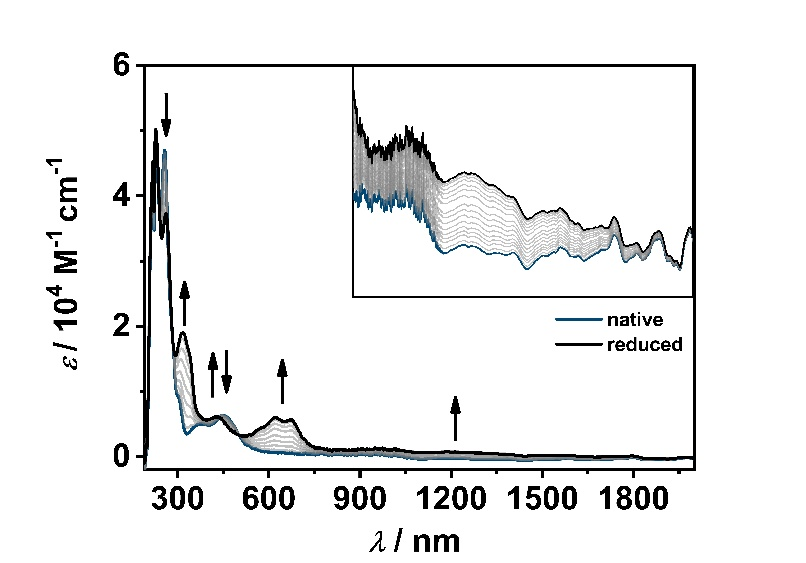 6
4
2
0
ε / 10⁴ M⁻¹ cm⁻¹
native
reduced
300 600 900 1200 1500 1800
λ / nm